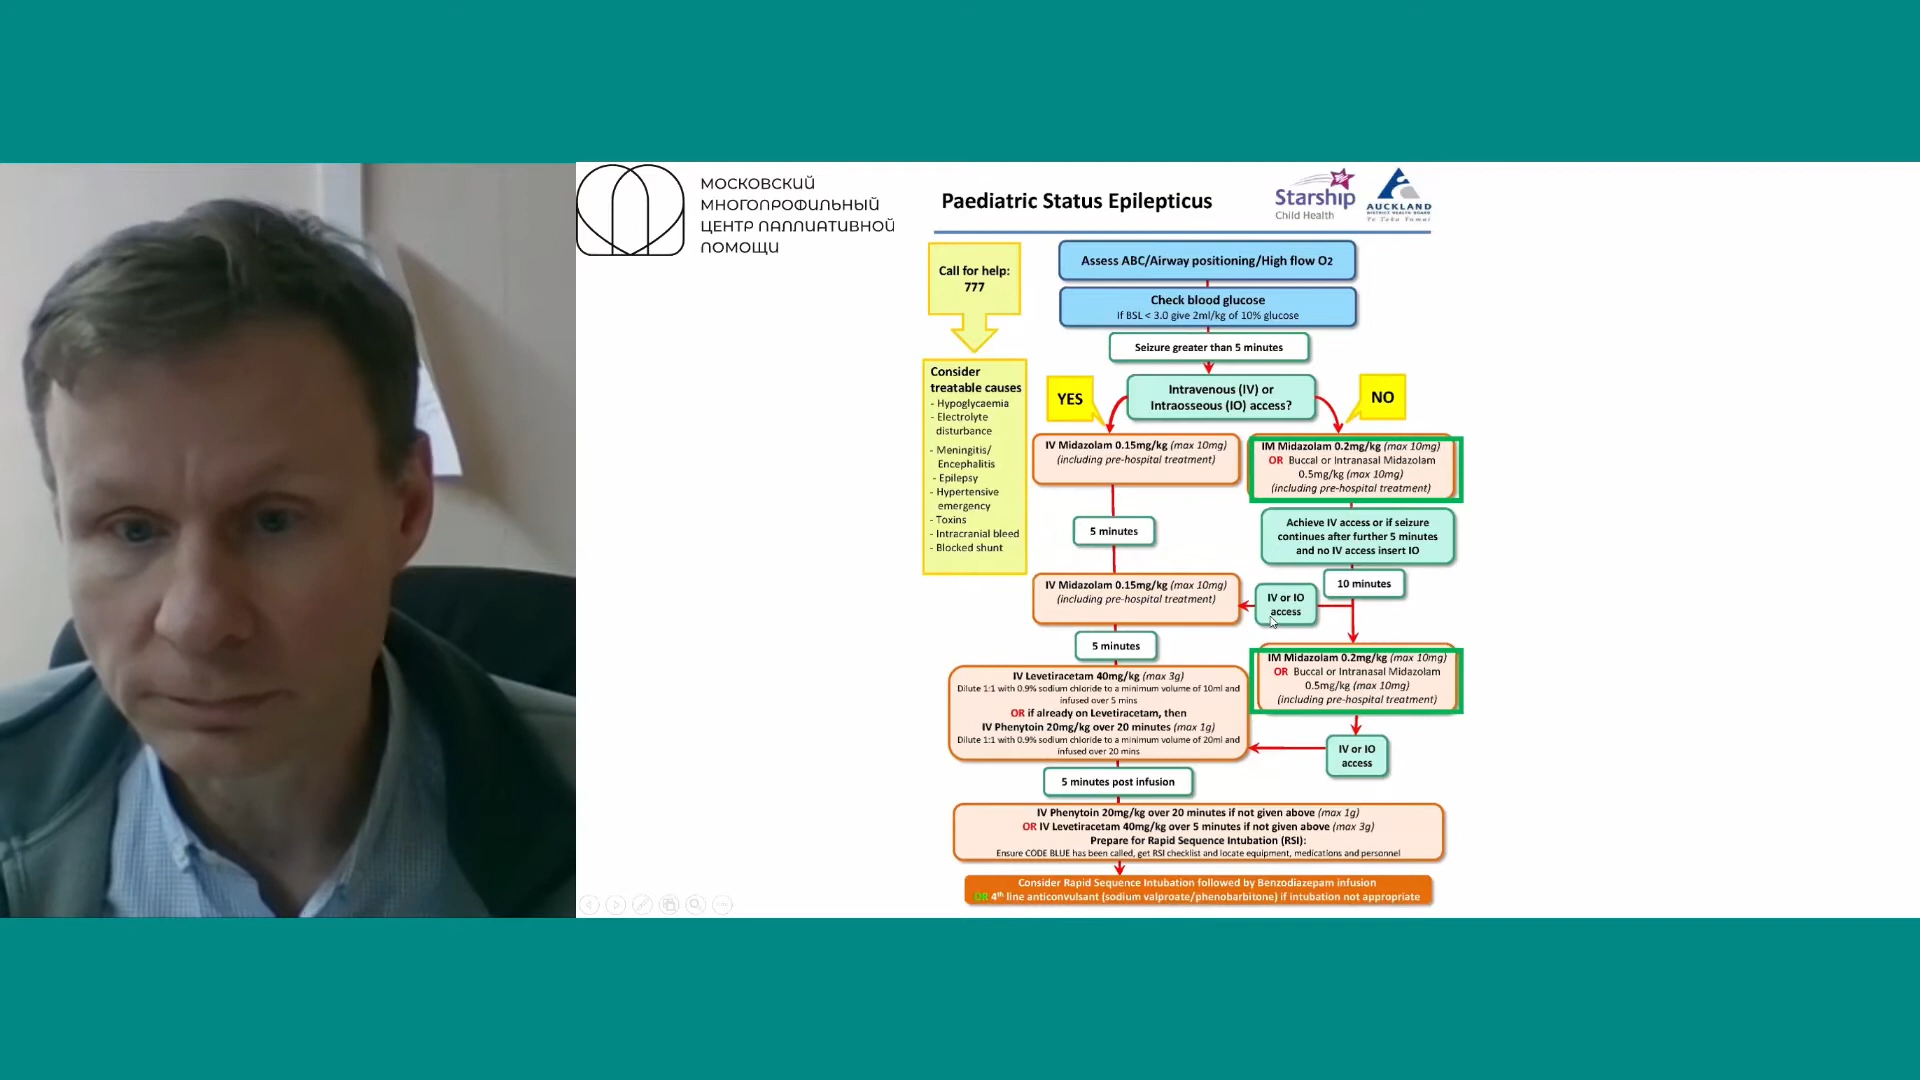 МОСКОВСКИЙ
МНОГОПРОФИЛЬНЫЙ
ЦЕНТР ПАЛЛИАТИВНОЙ
ПОМОЩИ
Paediatric Status Epilepticus
Starship
Child Health
AUCKLAND
DISTRICT HEALTH BOARD
Te Toka Tumai
Call for help:
777
Assess ABC/Airway positioning/High flow O2
Check blood glucose
If BSL < 3.0 give 2ml/kg of 10% glucose
Seizure greater than 5 minutes
Consider
treatable causes
- Hypoglycaemia
- Electrolyte
disturbance
- Meningitis/
Encephalitis
- Epilepsy
- Hypertensive
emergency
- Toxins
- Intracranial bleed
- Blocked shunt
YES
Intravenous (IV) or
Intraosseous (IO) access?
NO
IV Midazolam 0.15mg/kg (max 10mg)
(including pre-hospital treatment)
IM Midazolam 0.2mg/kg (max 10mg)
OR Buccal or Intranasal Midazolam
0.5mg/kg (max 10mg)
(including pre-hospital treatment)
5 minutes
Achieve IV access or if seizure
continues after further 5 minutes
and no IV access insert IO
10 minutes
IV Midazolam 0.15mg/kg (max 10mg)
(including pre-hospital treatment)
IV or IO
access
5 minutes
IM Midazolam 0.2mg/kg (max 10mg)
OR Buccal or Intranasal Midazolam
0.5mg/kg (max 10mg)
(including pre-hospital treatment)
IV Levetiracetam 40mg/kg (max 3g)
Dilute 1:1 with 0.9% sodium chloride to a minimum volume of 10ml and
infused over 5 mins
OR if already on Levetiracetam, then
IV Phenytoin 20mg/kg over 20 minutes (max 1g)
Dilute 1:1 with 0.9% sodium chloride to a minimum volume of 20ml and
infused over 20 mins
IV or IO
access
5 minutes post infusion
IV Phenytoin 20mg/kg over 20 minutes if not given above (max 1g)
OR IV Levetiracetam 40mg/kg over 5 minutes if not given above (max 3g)
Prepare for Rapid Sequence Intubation (RSI):
Ensure CODE BLUE has been called, get RSI checklist and locate equipment, medications and personnel
Consider Rapid Sequence Intubation followed by Benzodiazepam infusion
OR 4th line anticonvulsant (sodium valproate/phenobarbitone) if intubation not appropriate